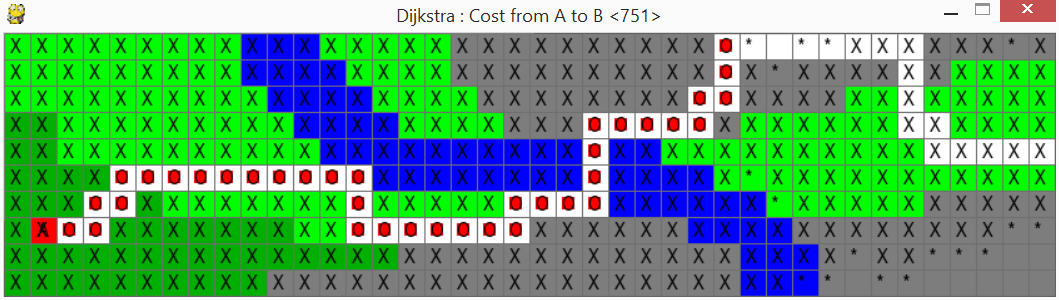 Dijkstra : Cost from A to B <751>
X X X X X X X X X X X X X X X X X X X X X X X X X X X O * * * X X X X X X * X
X X X X X X X X X X X X X X X X X X X X X X X X X X X O X * X X X X X X X X X X
X X X X X X X X X X X X X X X X X X X X X X X X X X O O X X X X X X X X X X X X
X X X X X X X X X X X X X X X X X X X X X X O O O O O X X X X X X X X X X X X X
X X X X X X X X X X X X X X X X X X X X X X O X X X X X X X X X X X X X X X X X
X X X X O O O O O O O O O O X X X X X X X X O X X X X X * X X X X X X X X X X X
X X X O O X X X X X X X X O X X X X X O O O O X X X X X X * X X X X X X X X X X
X X O O X X X X X X X X X O O O O O O O X X X X X X X X X X X X X X X X X X * *
X X X X X X X X X X X X X X X X X X X X X X X X X X X X X X X X * X X * *
X X X X X X X X X X X X X X X X X X X X X X X X X X X X X X * * * *